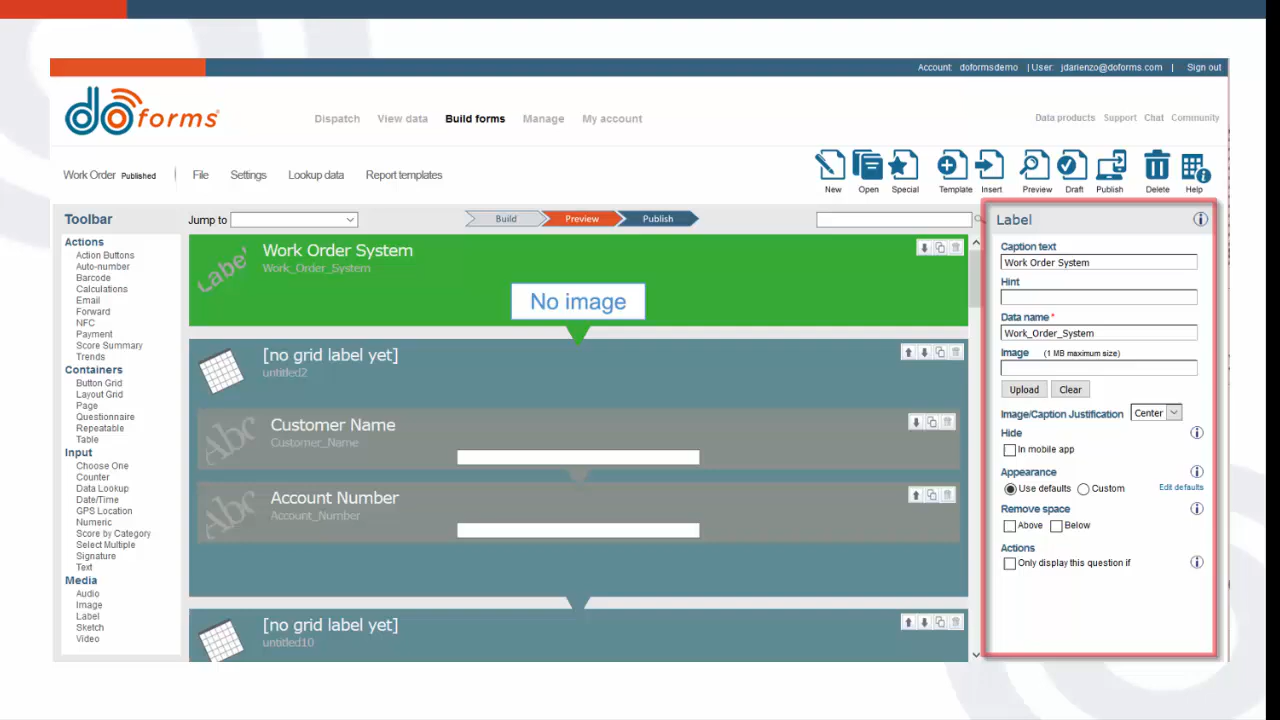 Account: doformsdemo | User: jdarienzo@doforms.com | Sign out
doforms
Dispatch View data Build forms Manage My account
Data products Support Chat Community
Work Order Published File Settings Lookup data Report templates
New Open Special Template Insert Preview Draft Publish Delete Help
Toolbar
Actions
Action Buttons
Auto-number
Barcode
Calculations
Email
Forward
NFC
Payment
Score Summary
Trends
Containers
Button Grid
Layout Grid
Page
Questionnaire
Repeatable
Table
Input
Choose One
Counter
Data Lookup
Date/Time
GPS Location
Numeric
Score by Category
Select Multiple
Signature
Text
Media
Audio
Image
Label
Sketch
Video
Jump to Build Preview Publish
Label
Work Order System
Work_Order_System
No image
[no grid label yet]
untitled2
Abc
Customer Name
Customer_Name
Abc
Account Number
Account_Number
[no grid label yet]
untitled10
Label
Caption text
Work Order System
Hint
Data name *
Work_Order_System
Image (1 MB maximum size)
Upload Clear
Image/Caption Justification Center
Hide
In mobile app
Appearance
Use defaults Custom Edit defaults
Remove space
Above Below
Actions
Only display this question if